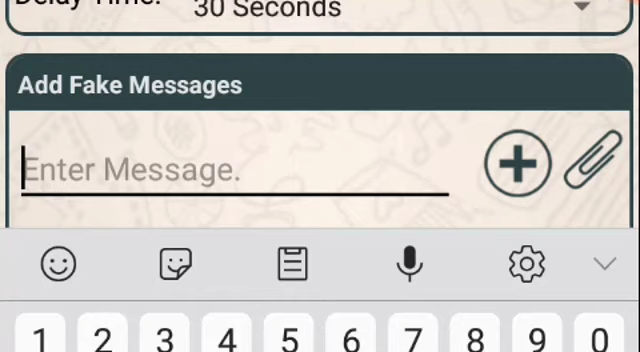 Delay Time: 30 Seconds
Add Fake Messages
Enter Message.
1 2 3 4 5 6 7 8 9 0